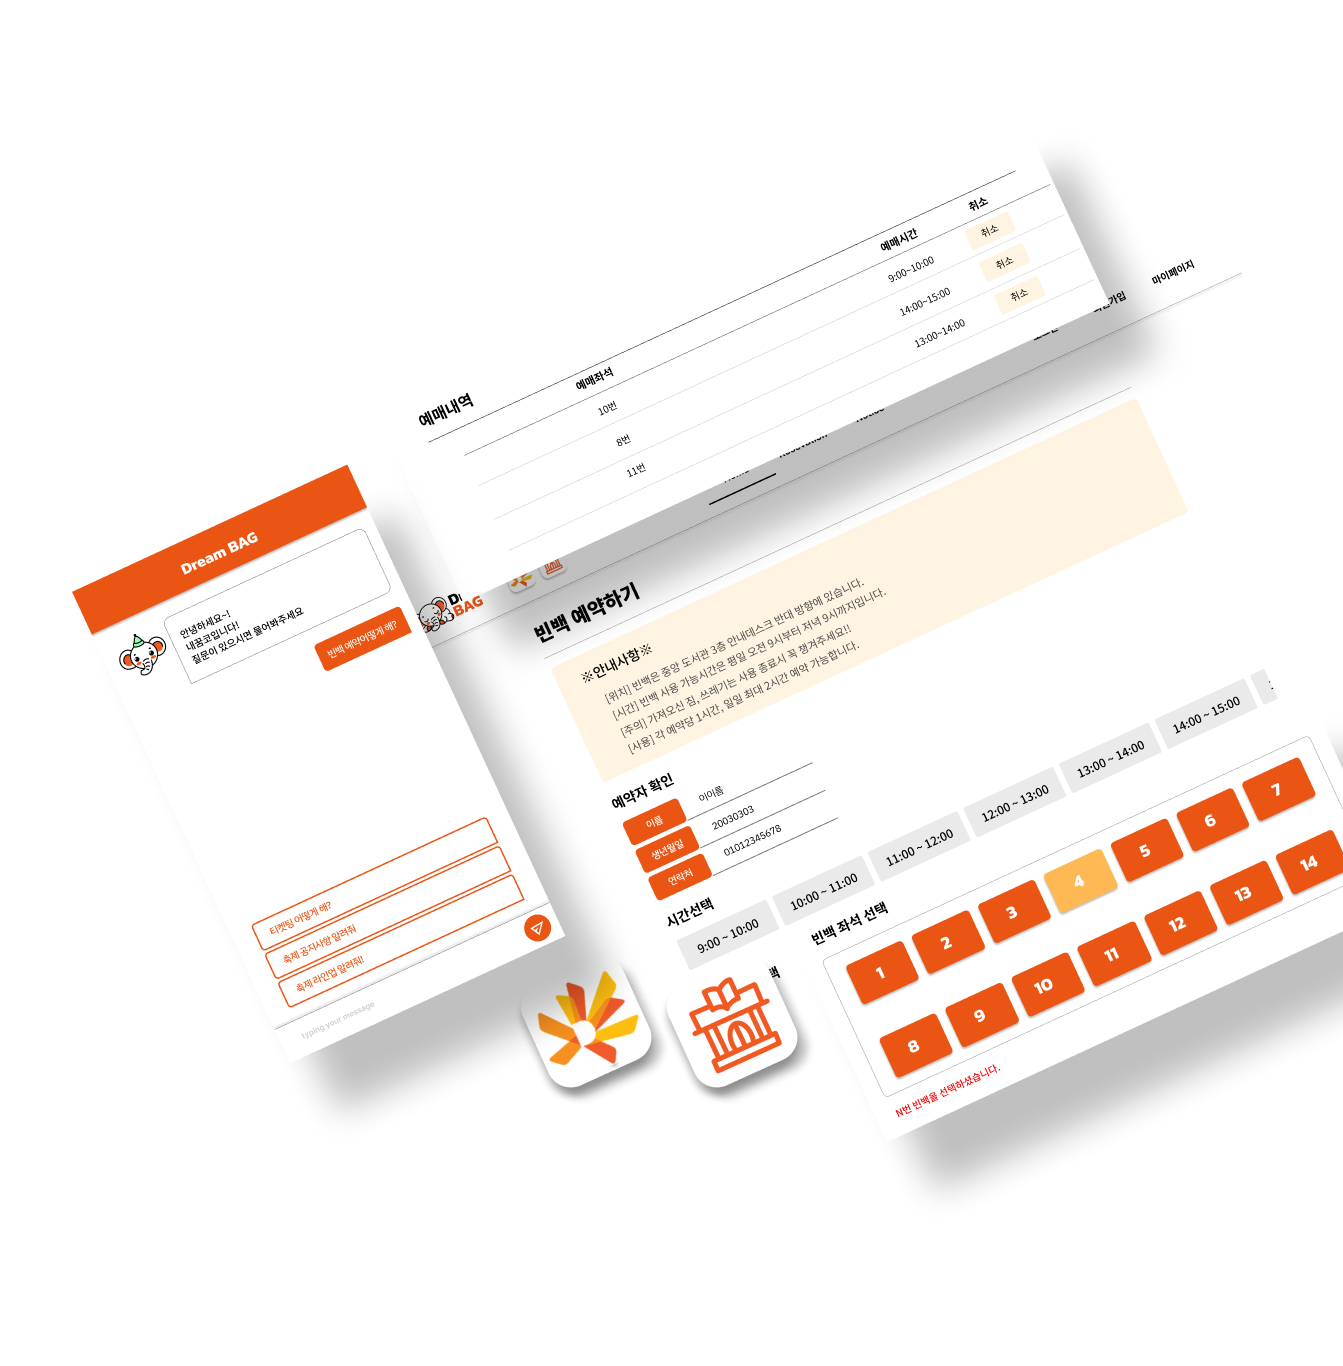 예매내역
예매좌석 예매시간 취소
10번 9:00~10:00 취소
8번 14:00~15:00 취소
11번 13:00~14:00 취소
마이페이지
BAG
Dream BAG
안녕하세요~!
내꿈코입니다!
질문이 있으시면 물어봐주세요
빈백 예약어떻게 해?
티켓팅 어떻게 해?
축제 공지사항 알려줘
축제 라인업 알려줘!
typing your message
빈백 예약하기
※안내사항※
[위치] 빈백은 중앙 도서관 3층 안내데스크 반대 방향에 있습니다.
[시간] 빈백 사용 가능시간은 평일 오전 9시부터 저녁 9시까지입니다.
[주의] 가져오신 짐, 쓰레기는 사용 종료시 꼭 챙겨주세요!!
[사용] 각 예약당 1시간, 일일 최대 2시간 예약 가능합니다.
예약자 확인
이름 이이름
생년월일 20030303
연락처 01012345678
시간선택
9:00 ~ 10:00 10:00 ~ 11:00 11:00 ~ 12:00 12:00 ~ 13:00 13:00 ~ 14:00 14:00 ~ 15:00
빈백 좌석 선택
1 2 3 4 5 6 7
8 9 10 11 12 13 14
N번 빈백을 선택하셨습니다.